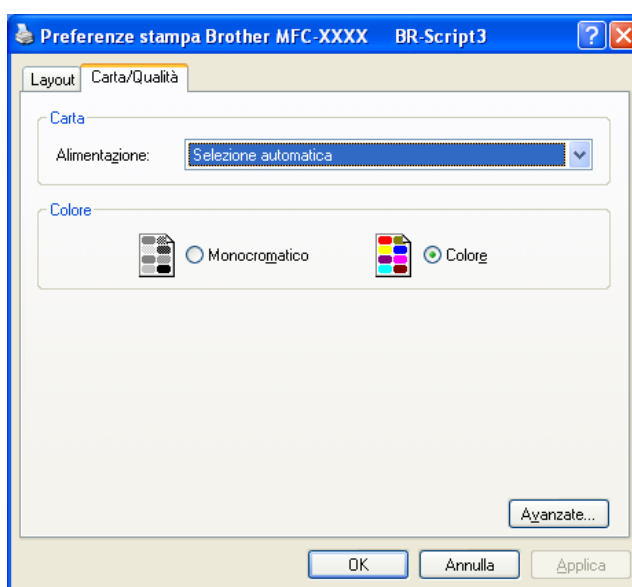 Preferenze stampa Brother MFC-XXXX BR-Script3
Layout Carta/Qualità
Carta
Alimentazione: Selezione automatica
Colore
Monocromatico Colore
Avanzate...
OK Annulla Applica